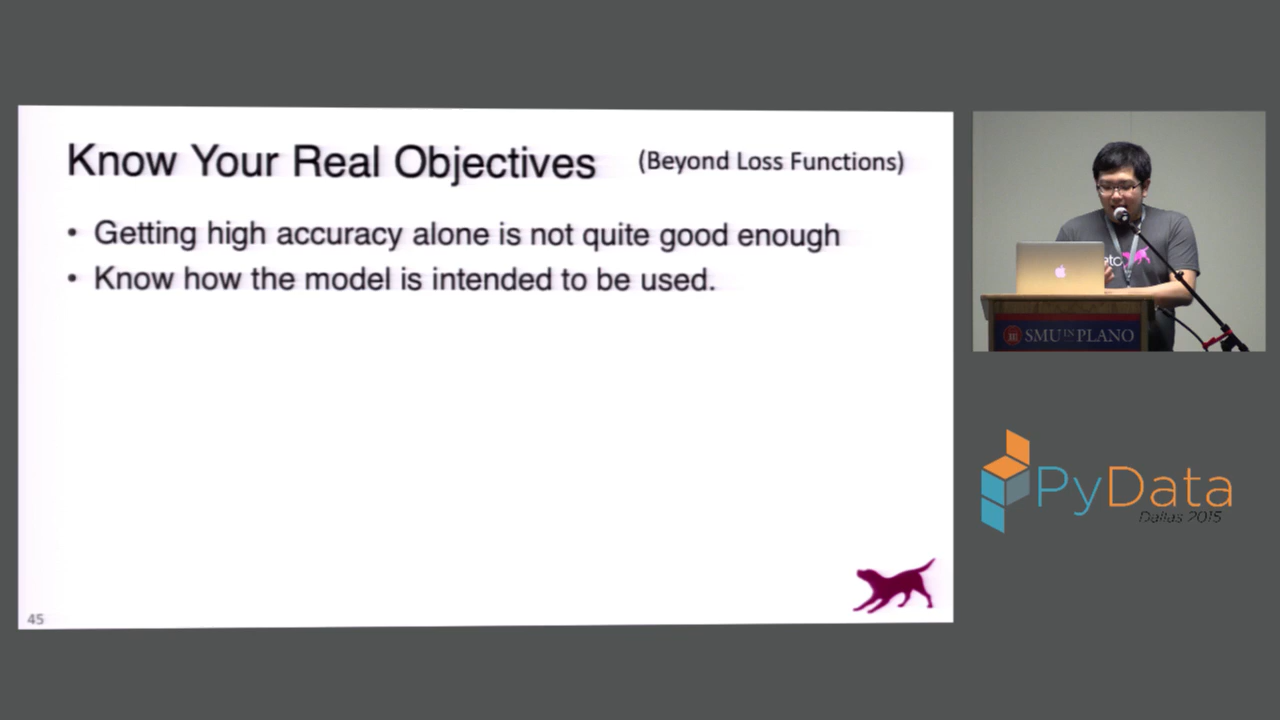 Know Your Real Objectives (Beyond Loss Functions)
• Getting high accuracy alone is not quite good enough
• Know how the model is intended to be used.
45
SMU IN PLANO
PyData
Dallas 2015